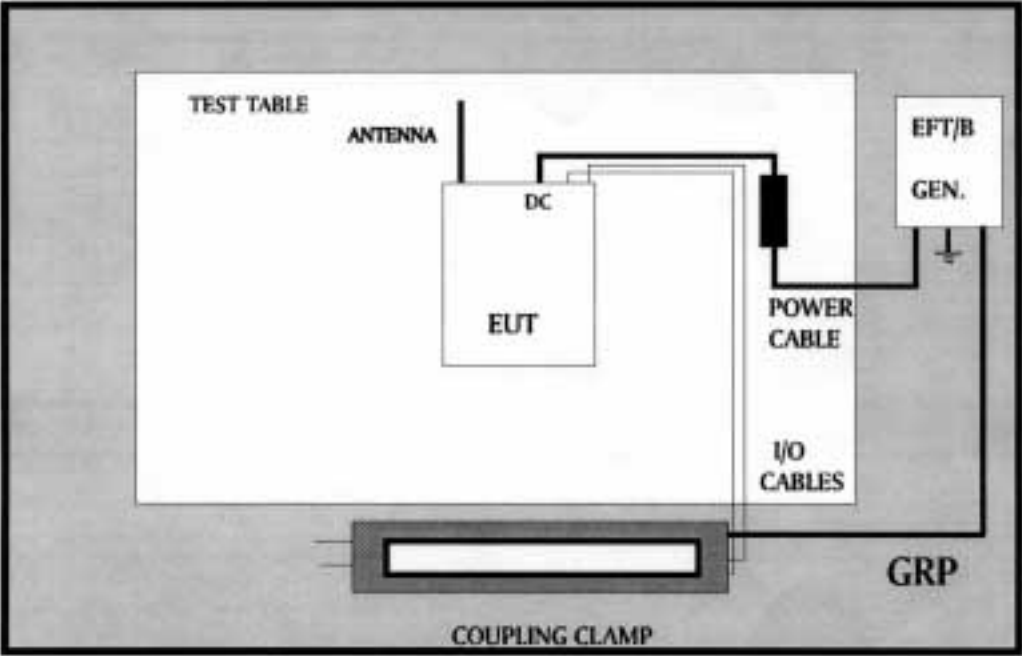 TEST TABLE
ANTENNA
EFT/B
GEN.
DC
EUT
POWER
CABLE
I/O
CABLES
GRP
COUPLING CLAMP